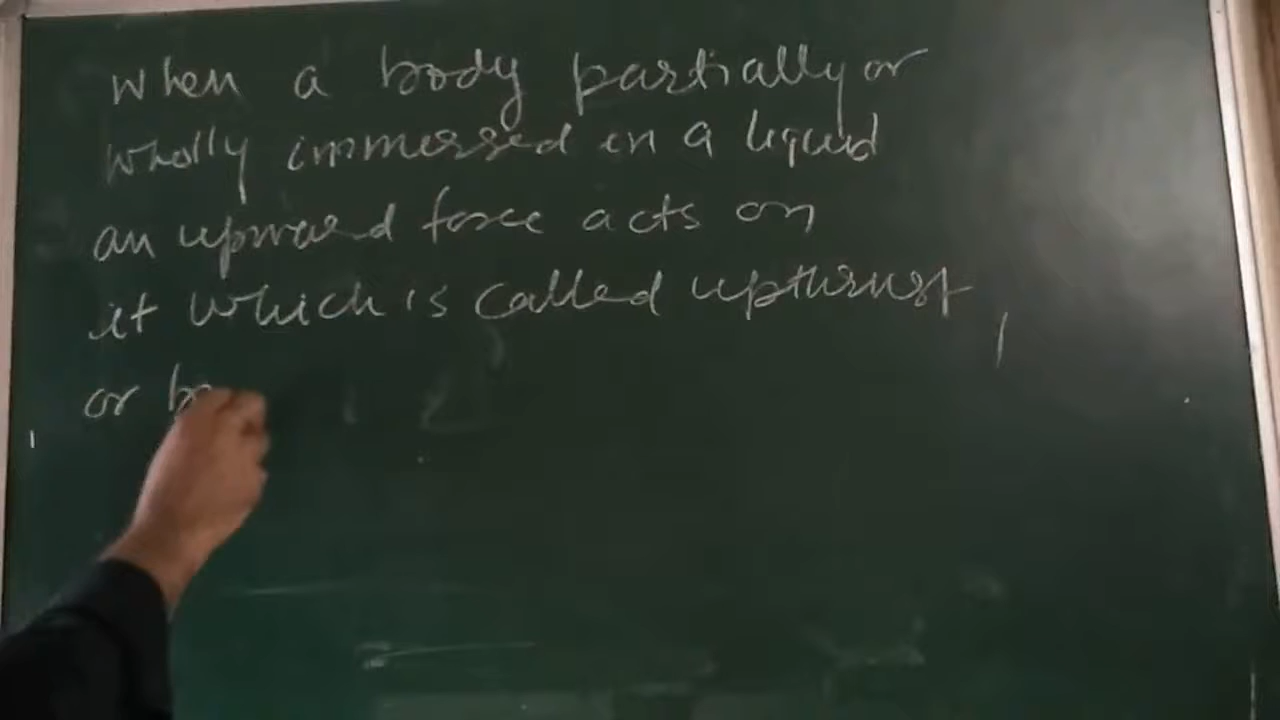 when a body partially or
wholly immersed in a liquid
an upward force acts on
it which is called upthrust
or